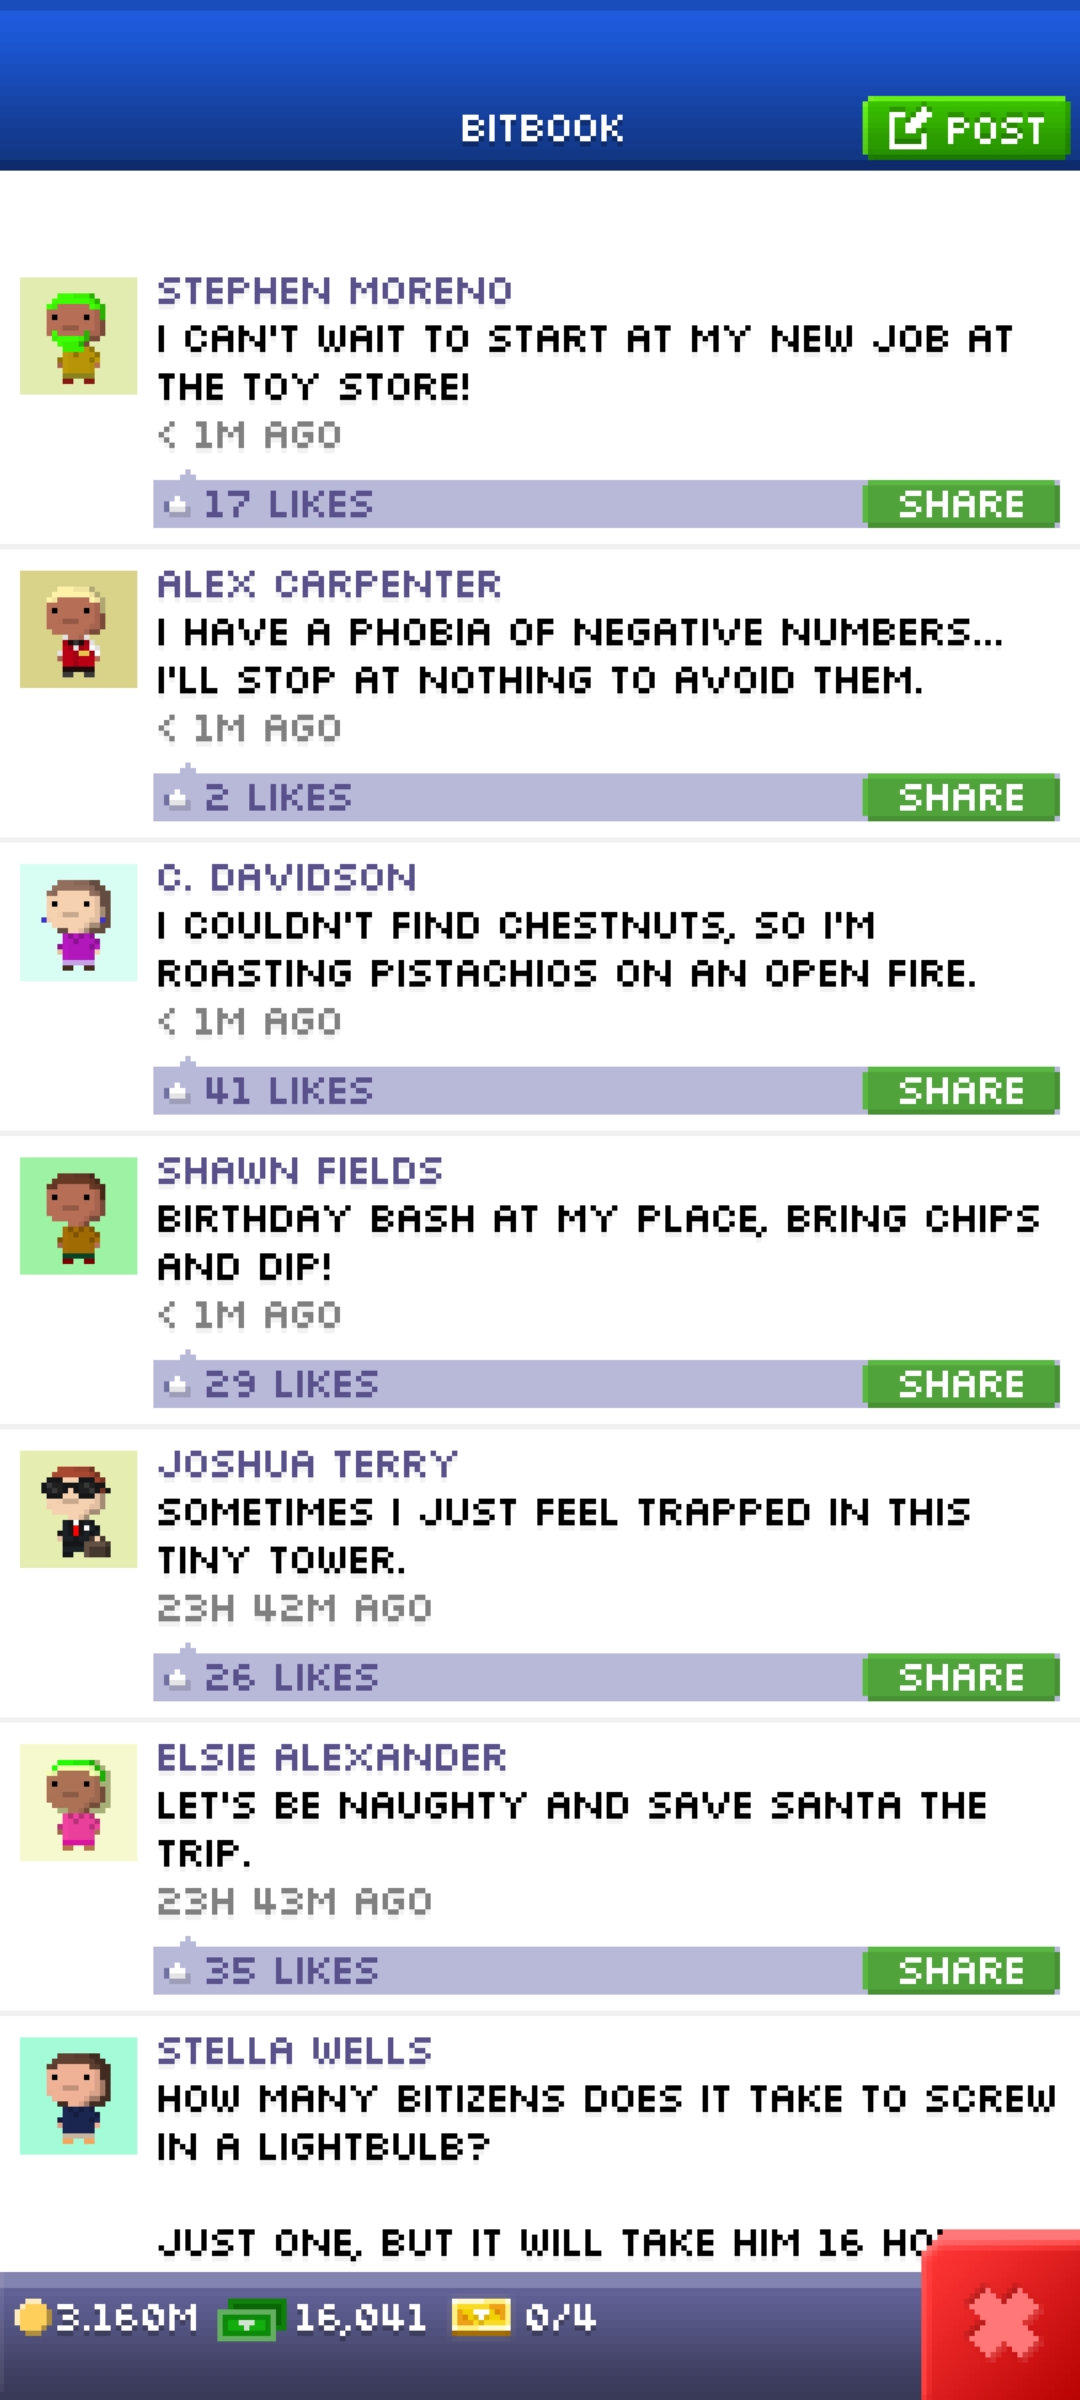 BITBOOK
POST
STEPHEN MORENO
I CAN'T WAIT TO START AT MY NEW JOB AT
THE TOY STORE!
< 1M AGO
17 LIKES
SHARE
ALEX CARPENTER
I HAVE A PHOBIA OF NEGATIVE NUMBERS...
I'LL STOP AT NOTHING TO AVOID THEM.
< 1M AGO
2 LIKES
SHARE
C. DAVIDSON
I COULDN'T FIND CHESTNUTS, SO I'M
ROASTING PISTACHIOS ON AN OPEN FIRE.
< 1M AGO
41 LIKES
SHARE
SHAWN FIELDS
BIRTHDAY BASH AT MY PLACE, BRING CHIPS
AND DIP!
< 1M AGO
29 LIKES
SHARE
JOSHUA TERRY
SOMETIMES I JUST FEEL TRAPPED IN THIS
TINY TOWER.
23H 42M AGO
26 LIKES
SHARE
ELSIE ALEXANDER
LET'S BE NAUGHTY AND SAVE SANTA THE
TRIP.
23H 43M AGO
35 LIKES
SHARE
STELLA WELLS
HOW MANY BITIZENS DOES IT TAKE TO SCREW
IN A LIGHTBULB?
JUST ONE, BUT IT WILL TAKE HIM 16
3.160M 16,041 0/4